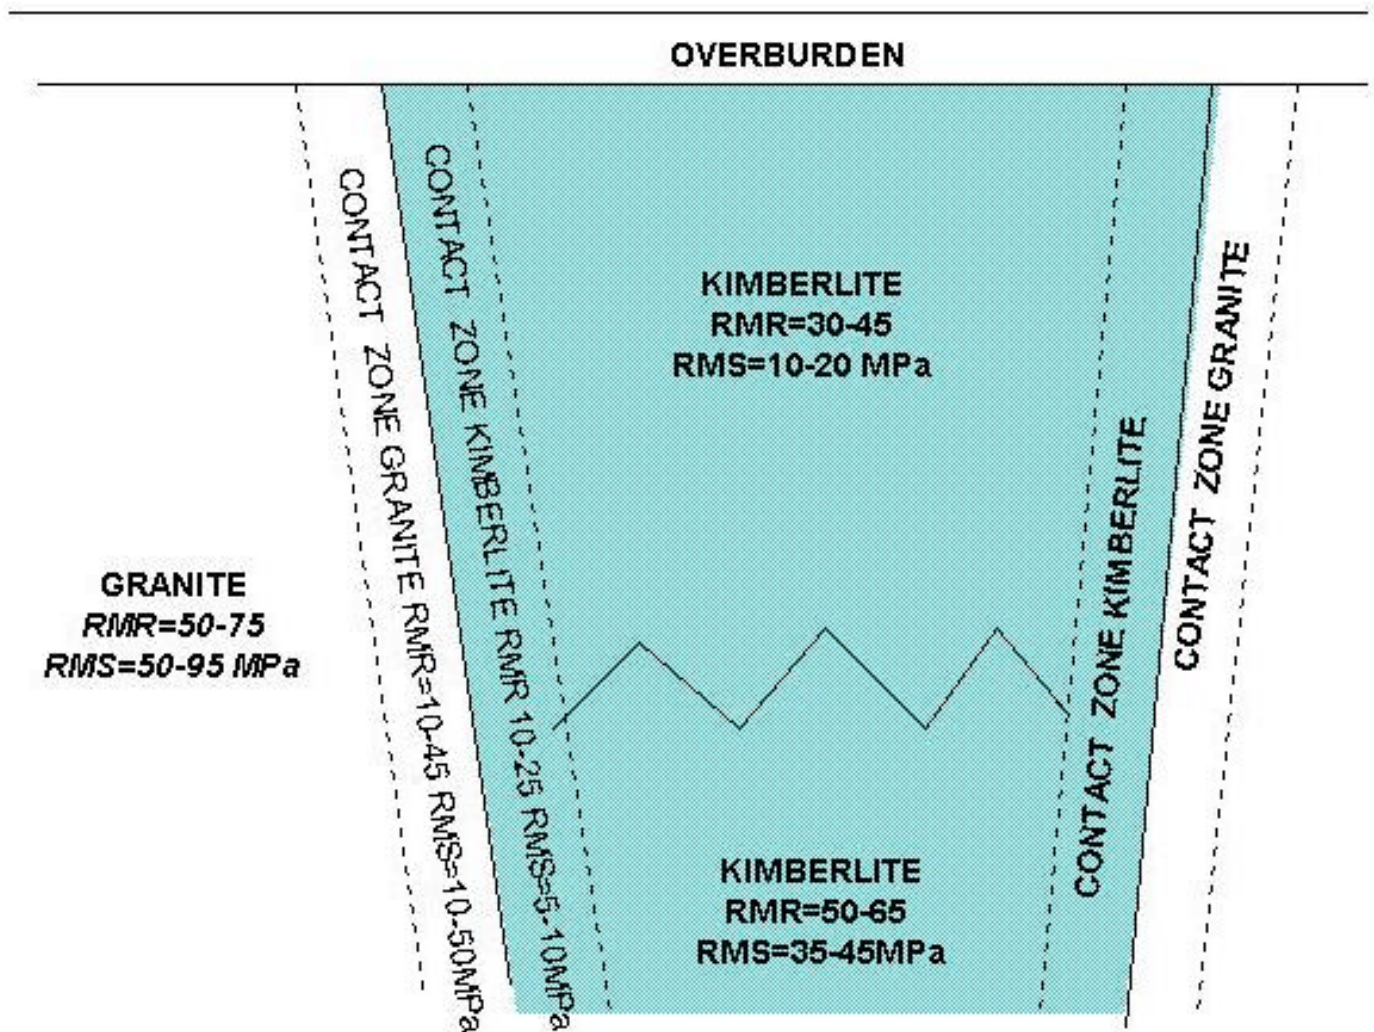 OVERBURDEN
CONTACT ZONE GRANITE RMR=10-45 RMS=10-50MPa
CONTACT ZONE KIMBERLITE RMR 10-25 RMS=5-10MPa
KIMBERLITE
RMR=30-45
RMS=10-20 MPa
CONTACT ZONE KIMBERLITE
CONTACT ZONE GRANITE
GRANITE
RMR=50-75
RMS=50-95 MPa
KIMBERLITE
RMR=50-65
RMS=35-45MPa